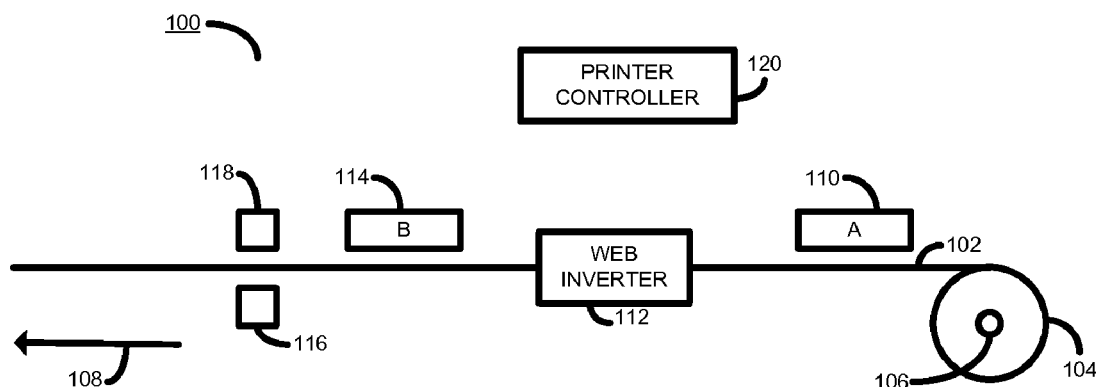 100
PRINTER
CONTROLLER
120
118
114
110
B
A
102
WEB
INVERTER
112
116
108
106
104